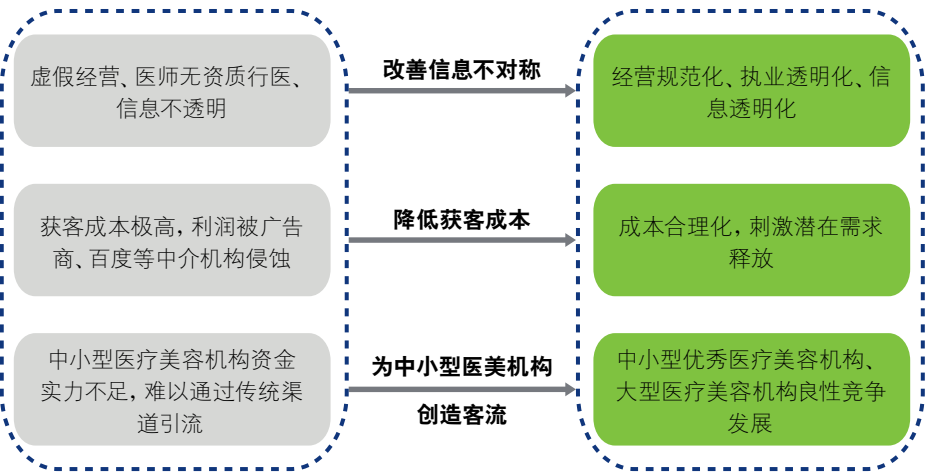 虚假经营、医师无资质行医、
信息不透明
改善信息不对称
经营规范化、执业透明化、信
息透明化
获客成本极高，利润被广告
商、百度等中介机构侵蚀
降低获客成本
成本合理化，刺激潜在需求
释放
中小型医疗美容机构资金
实力不足，难以通过传统渠
道引流
为中小型医美机构
创造客流
中小型优秀医疗美容机构、
大型医疗美容机构良性竞争
发展